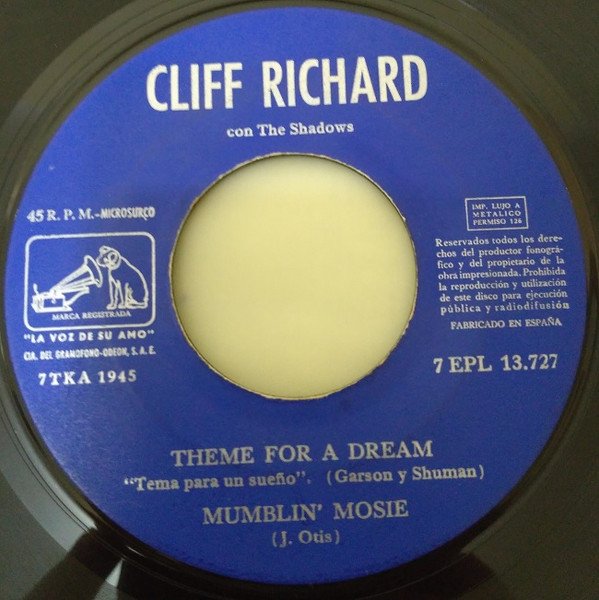 CLIFF RICHARD
con The Shadows
45 R. P. M.-MICROSURCO
MARCA REGISTRADA
"LA VOZ DE SU AMO"
CIA. DEL GRAMOFONO-ODEON, S. A. E.
7TKA 1945
IMP. LUJO A
METALICO
PERMISO 126
Reservados todos los dere-
chos del productor fonográ-
fico y del propietario de la
obra impresionada. Prohibida
la reproducción y utilización
de este disco para ejecución
pública y radiodifusión
FABRICADO EN ESPAÑA
7 EPL 13.727
THEME FOR A DREAM
"Tema para un sueño". (Garson y Shuman)
MUMBLIN' MOSIE
(J. Otis)